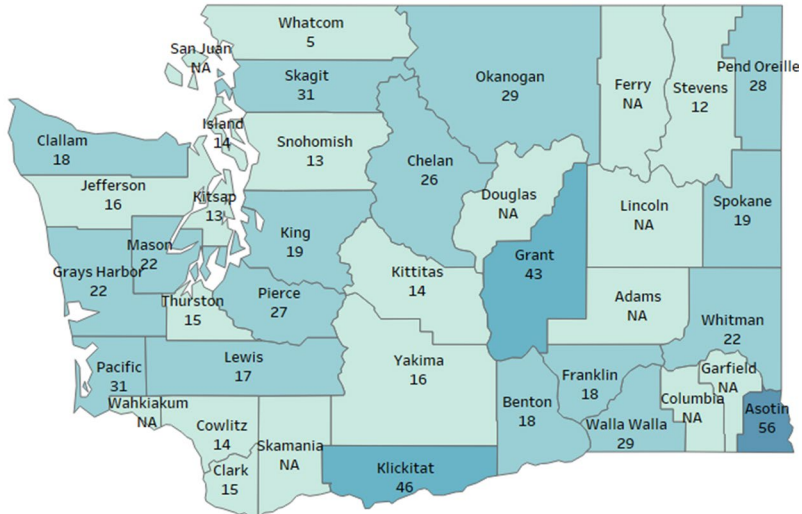 Whatcom
5
San Juan
NA
Skagit
31
Okanogan
29
Ferry
NA
Stevens
12
Pend Oreille
28
Island
14
Clallam
18
Snohomish
13
Chelan
26
Jefferson
16
Kitsap
13
Douglas
NA
Lincoln
NA
Spokane
19
King
19
Mason
22
Grays Harbor
22
Grant
43
Kittitas
14
Thurston
15
Pierce
27
Adams
NA
Whitman
22
Pacific
31
Lewis
17
Yakima
16
Garfield
NA
Franklin
18
Wahkiakum
NA
Benton
18
Columbia
NA
Asotin
56
Cowlitz
14
Walla Walla
29
Skamania
NA
Clark
15
Klickitat
46